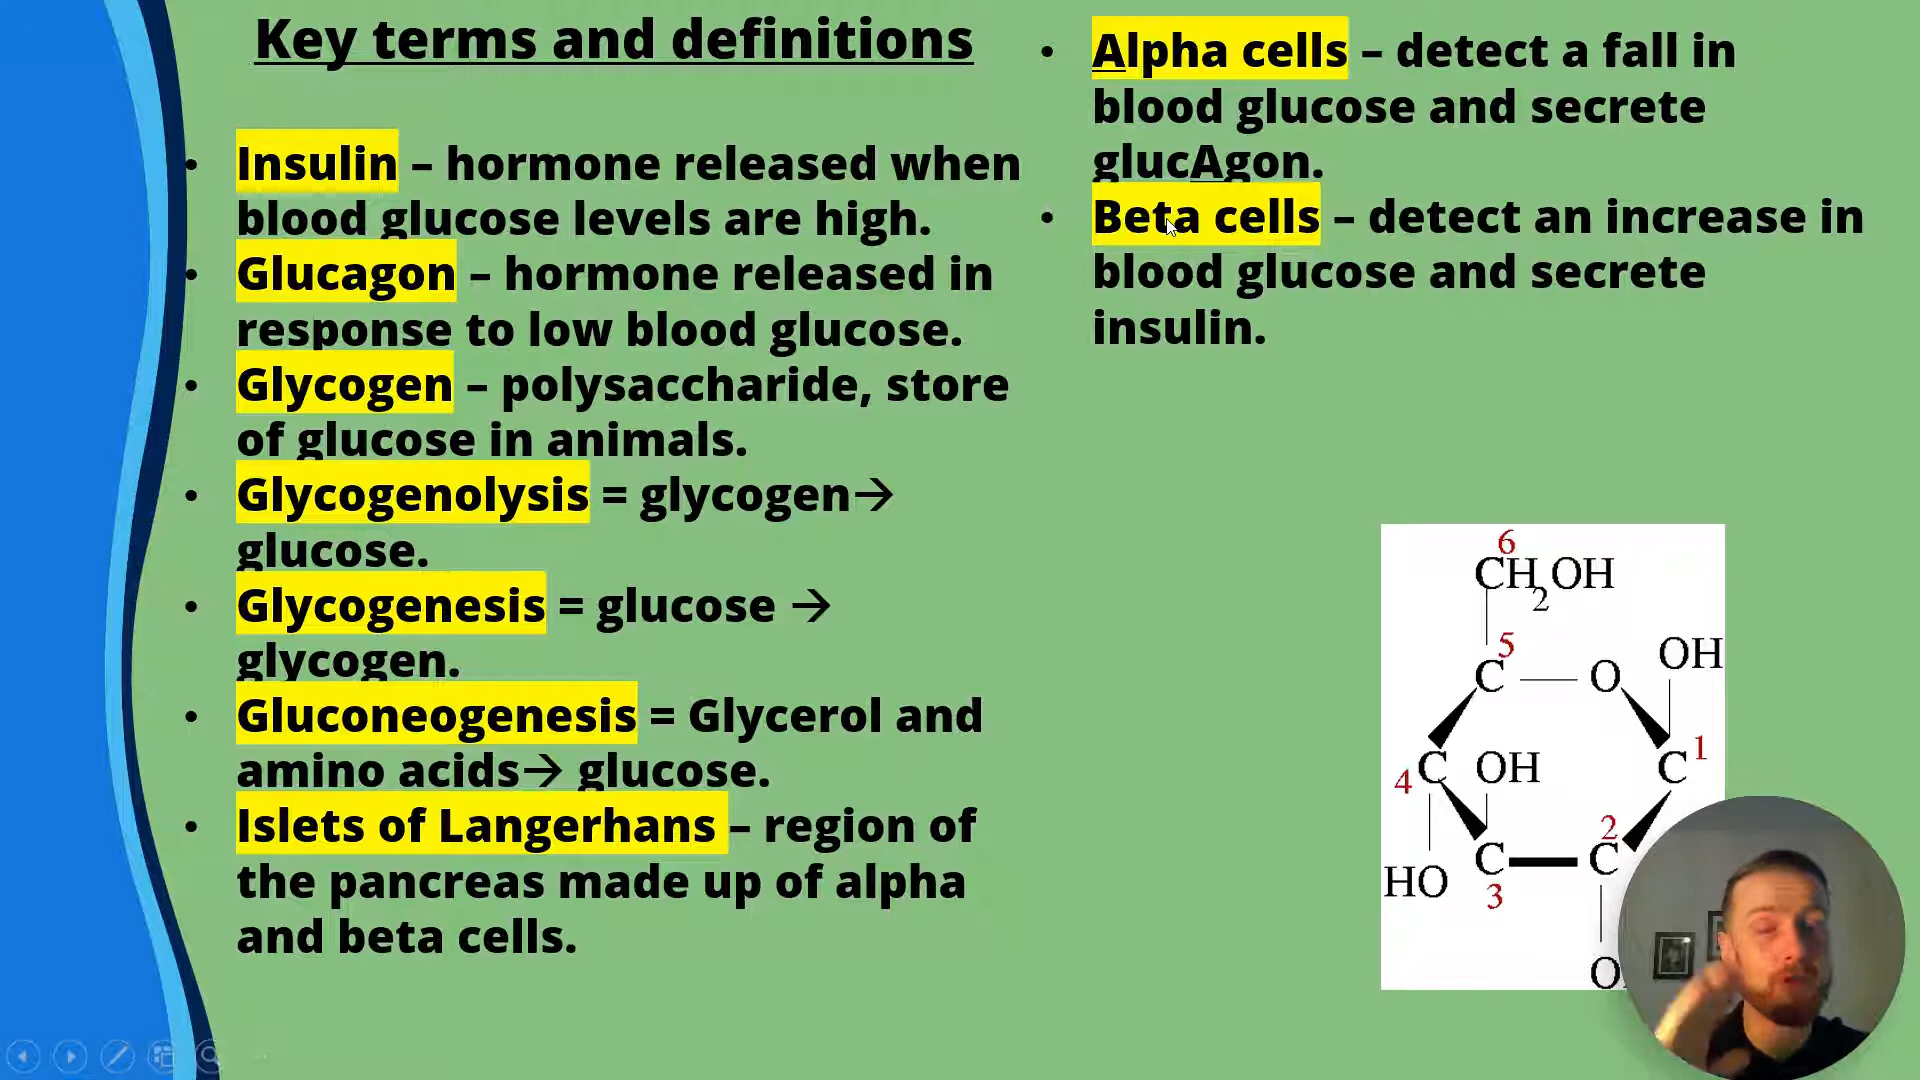 Key terms and definitions
• Insulin – hormone released when
blood glucose levels are high.
• Glucagon – hormone released in
response to low blood glucose.
• Glycogen – polysaccharide, store
of glucose in animals.
• Glycogenolysis = glycogen→
glucose.
• Glycogenesis = glucose →
glycogen.
• Gluconeogenesis = Glycerol and
amino acids→ glucose.
• Islets of Langerhans – region of
the pancreas made up of alpha
and beta cells.
• Alpha cells – detect a fall in
blood glucose and secrete
glucAgon.
• Beta cells – detect an increase in
blood glucose and secrete
insulin.
6
CH2OH
5
C O OH
4 C OH C 1
2
HO C C
3
O